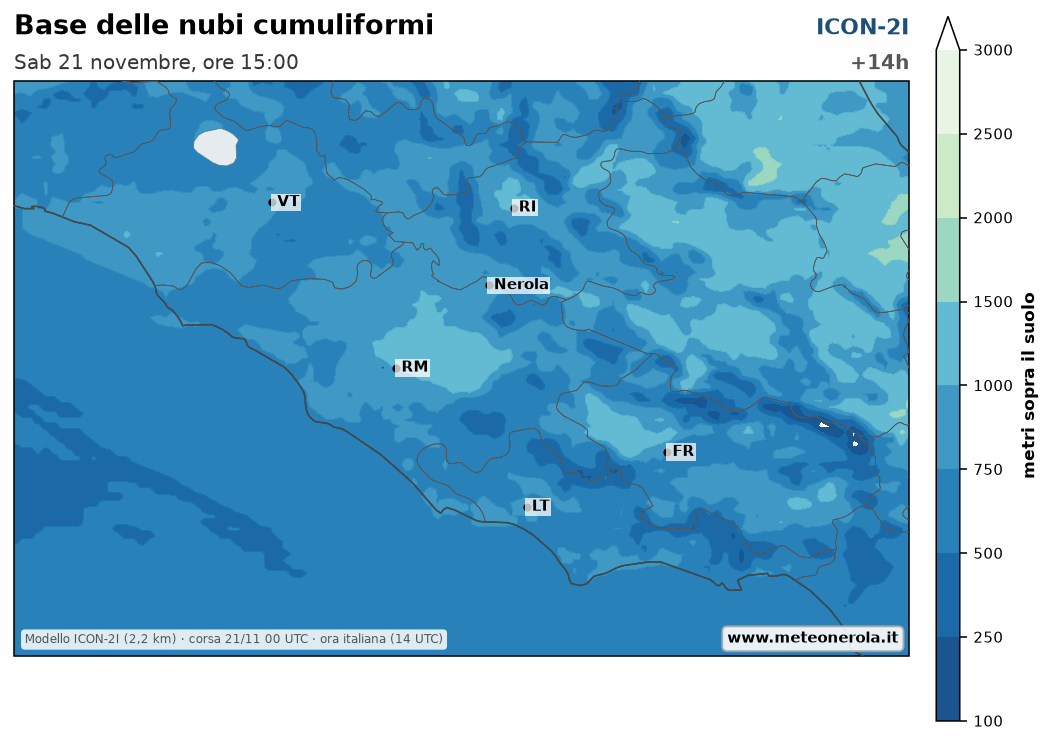 Base delle nubi cumuliformi
ICON-2I
Sab 21 novembre, ore 15:00
+14h
VT
RI
Nerola
RM
FR
LT
Modello ICON-2I (2,2 km) · corsa 21/11 00 UTC · ora italiana (14 UTC)
www.meteonerola.it
3000
2500
2000
1500
1000
750
500
250
100
metri sopra il suolo